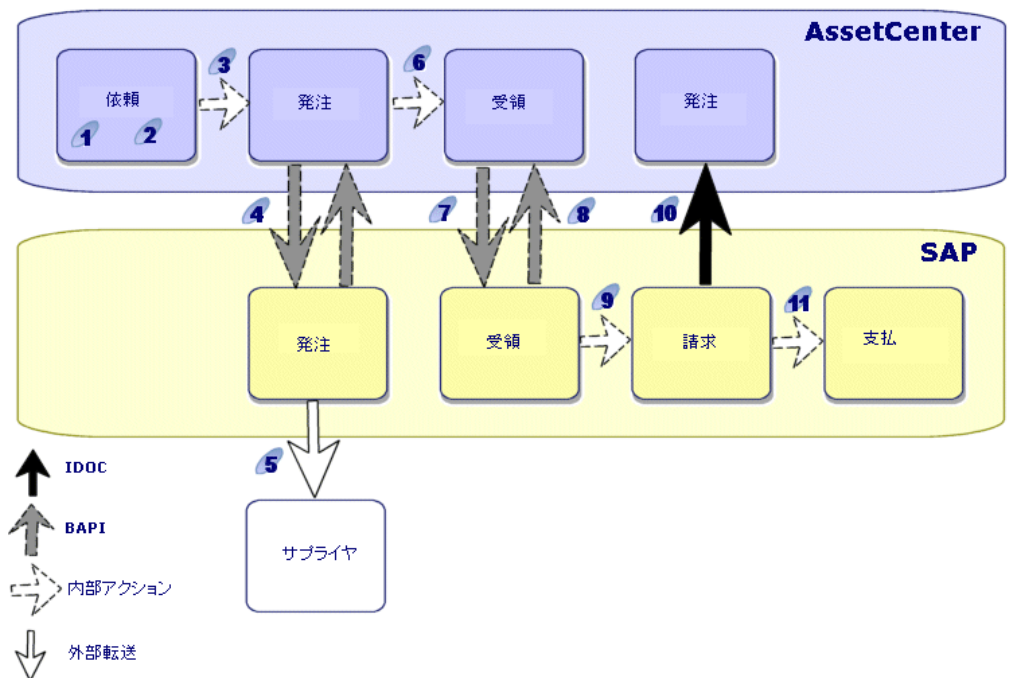 AssetCenter
依頼
1
2
3
発注
6
受領
発注
4
7
8
10
SAP
発注
受領
9
請求
11
支払
5
サプライヤ
IDOC
BAPI
内部アクション
外部転送